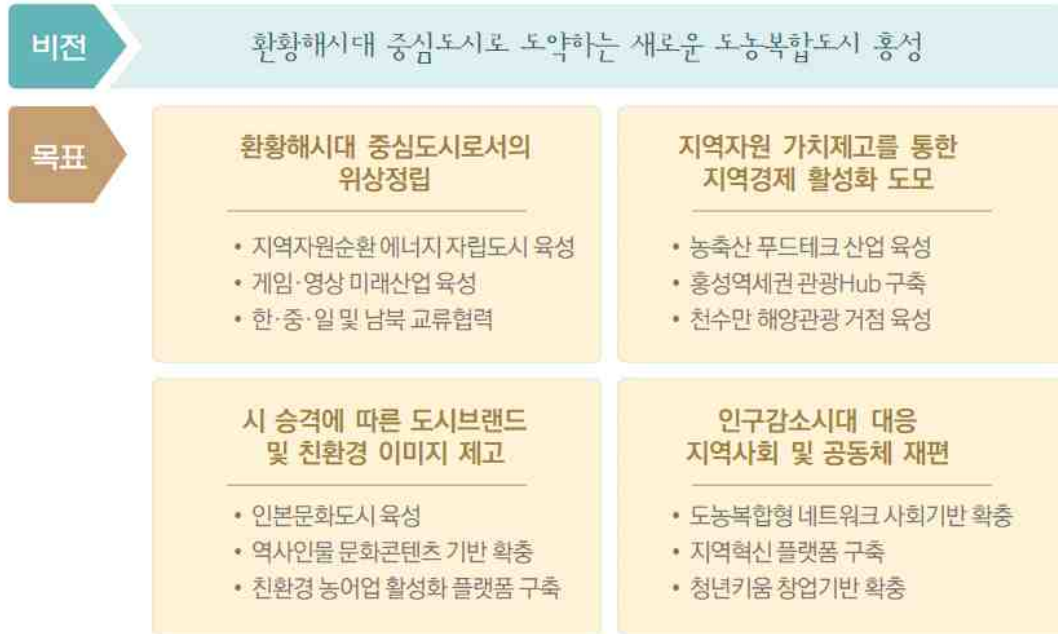 비전
환황해시대 중심도시로 도약하는 새로운 도농복합도시 홍성
목표
환황해시대 중심도시로서의
위상정립
• 지역자원순환 에너지 자립도시 육성
• 게임·영상 미래산업 육성
• 한·중·일 및 남북 교류협력
지역자원 가치제고를 통한
지역경제 활성화 도모
• 농축산 푸드테크 산업 육성
• 홍성역세권 관광Hub 구축
• 천수만 해양관광 거점 육성
시 승격에 따른 도시브랜드
및 친환경 이미지 제고
• 인본문화도시 육성
• 역사인물 문화콘텐츠 기반 확충
• 친환경 농어업 활성화 플랫폼 구축
인구감소시대 대응
지역사회 및 공동체 재편
• 도농복합형 네트워크 사회기반 확충
• 지역혁신 플랫폼 구축
• 청년키움 창업기반 확충